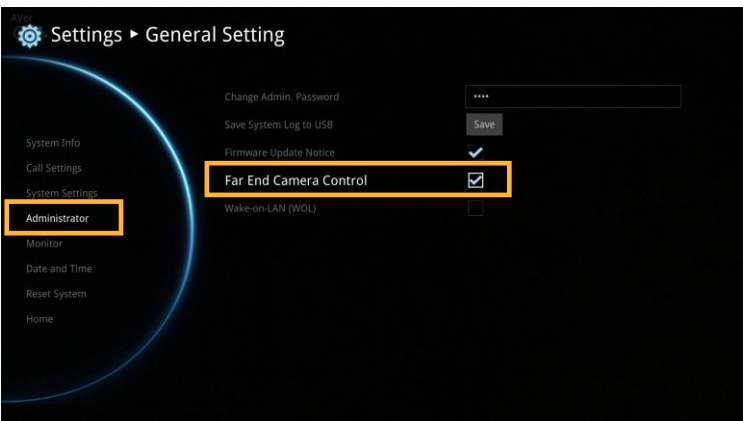 AVer
Settings ▸ General Setting
Change Admin. Password ••••
Save System Log to USB Save
System Info
Firmware Update Notice
Call Settings
Far End Camera Control
System Settings
Wake-on-LAN (WOL)
Administrator
Monitor
Date and Time
Reset System
Home